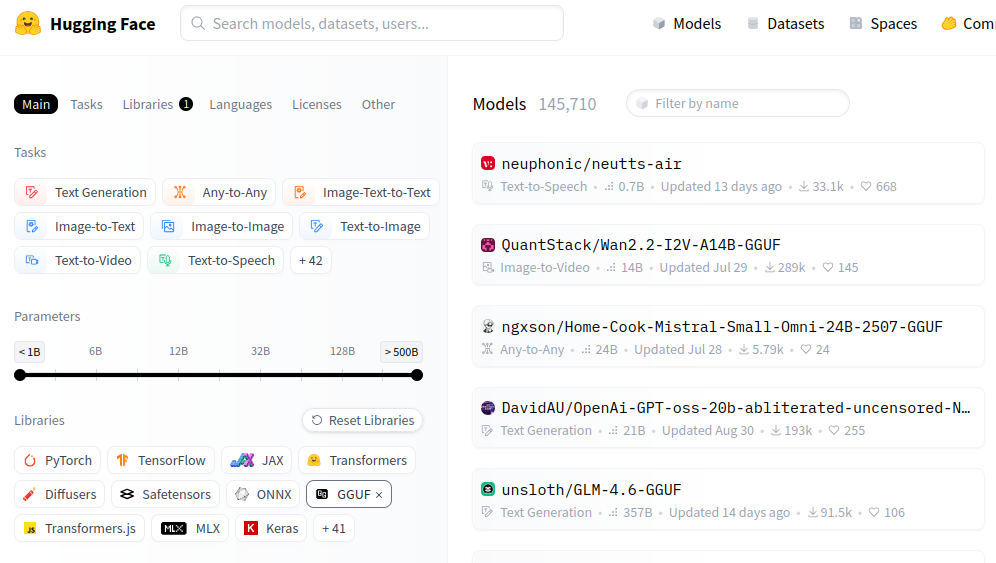 Hugging Face
Search models, datasets, users...
Models
Datasets
Spaces
Com
Main
Tasks
Libraries 1
Languages
Licenses
Other
Tasks
Text Generation
Any-to-Any
Image-Text-to-Text
Image-to-Text
Image-to-Image
Text-to-Image
Text-to-Video
Text-to-Speech
+ 42
Parameters
< 1B
6B
12B
32B
128B
> 500B
Libraries
Reset Libraries
PyTorch
TensorFlow
JAX
Transformers
Diffusers
Safetensors
ONNX
GGUF ×
JS Transformers.js
MLX MLX
K Keras
+ 41
Models 145,710
Filter by name
neuphonic/neutts-air
Text-to-Speech • 0.7B • Updated 13 days ago • 33.1k • 668
QuantStack/Wan2.2-I2V-A14B-GGUF
Image-to-Video • 14B • Updated Jul 29 • 289k • 145
ngxson/Home-Cook-Mistral-Small-Omni-24B-2507-GGUF
Any-to-Any • 24B • Updated Jul 28 • 5.79k • 24
DavidAU/OpenAi-GPT-oss-20b-abliterated-uncensored-N…
Text Generation • 21B • Updated Aug 30 • 193k • 255
unsloth/GLM-4.6-GGUF
Text Generation • 357B • Updated 14 days ago • 91.5k • 106